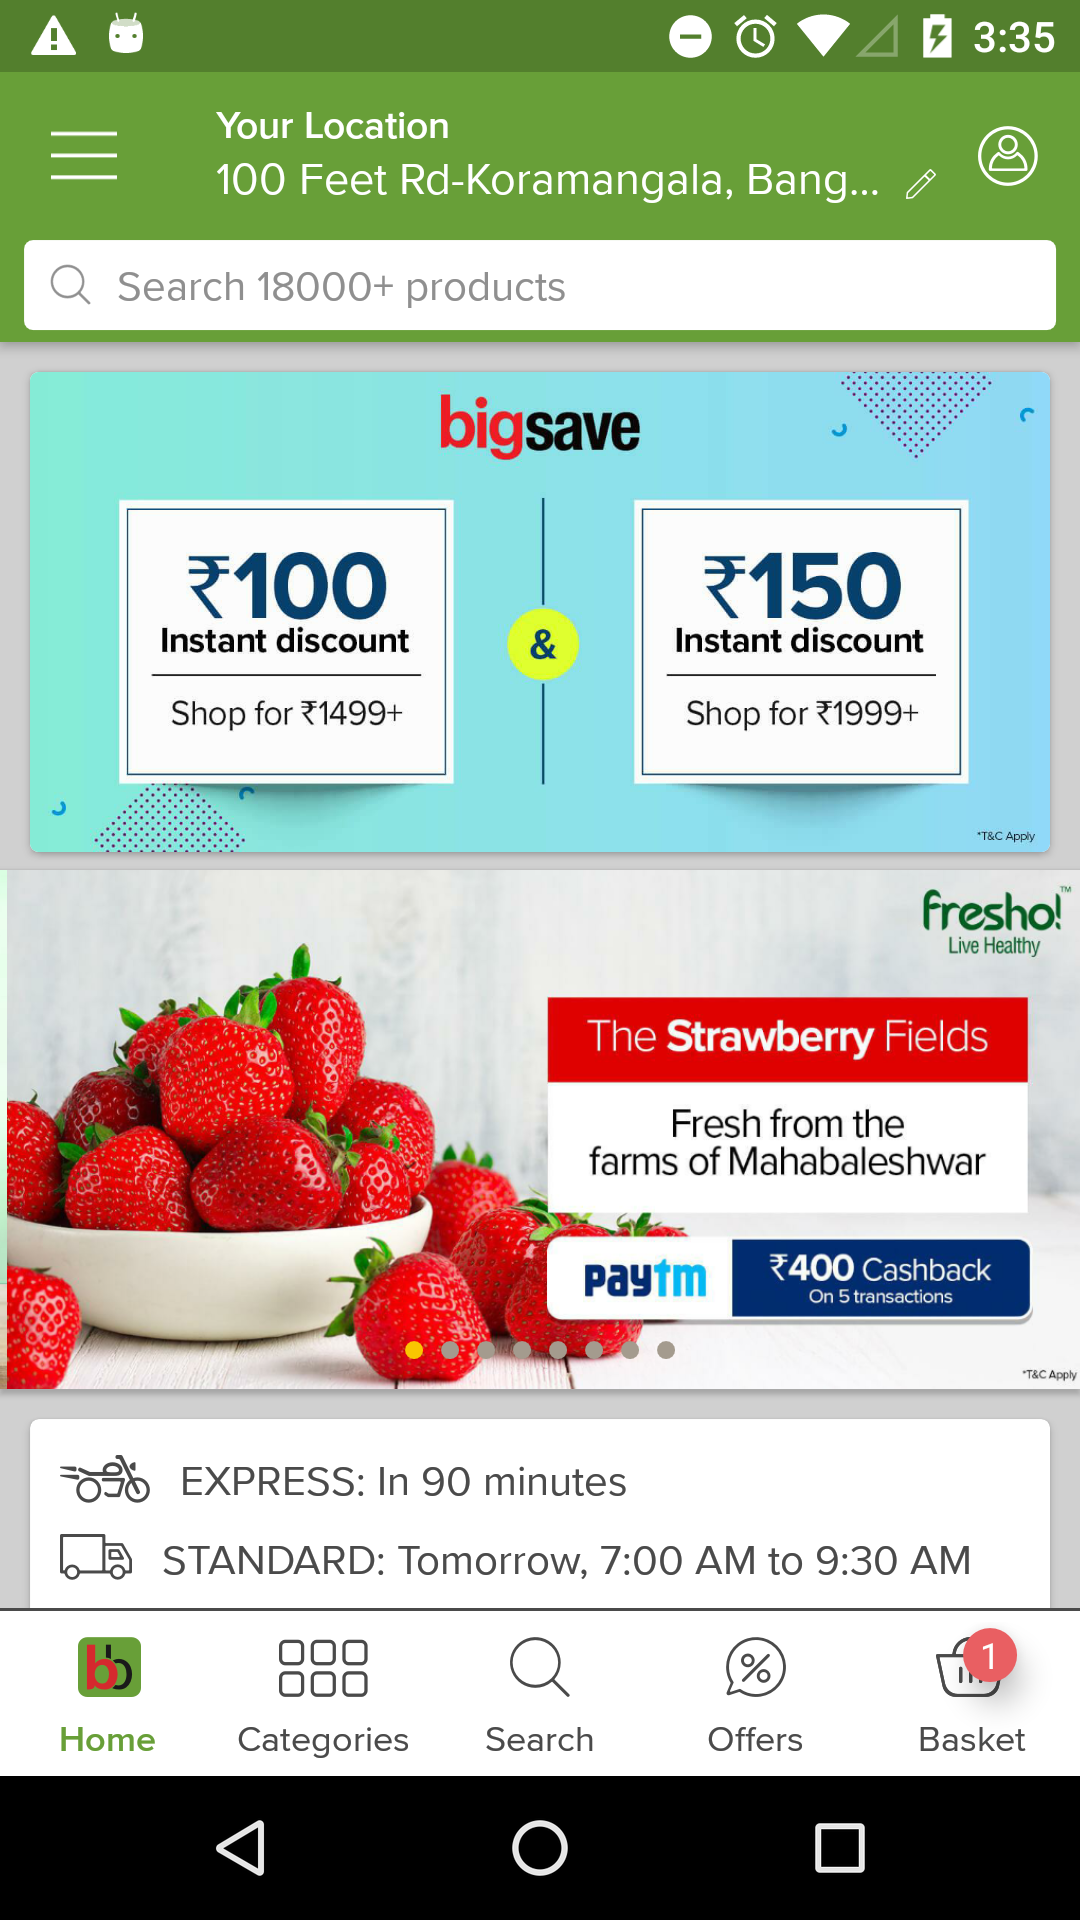 3:35
Your Location
100 Feet Rd-Koramangala, Bang...
Search 18000+ products
bigsave
₹100
Instant discount
Shop for ₹1499+
&
₹150
Instant discount
Shop for ₹1999+
*T&C Apply
fresho!™
Live Healthy
The Strawberry Fields
Fresh from the
farms of Mahabaleshwar
paytm
₹400 Cashback
On 5 transactions
*T&C Apply
EXPRESS: In 90 minutes
STANDARD: Tomorrow, 7:00 AM to 9:30 AM
bb
1
Home
Categories
Search
Offers
Basket